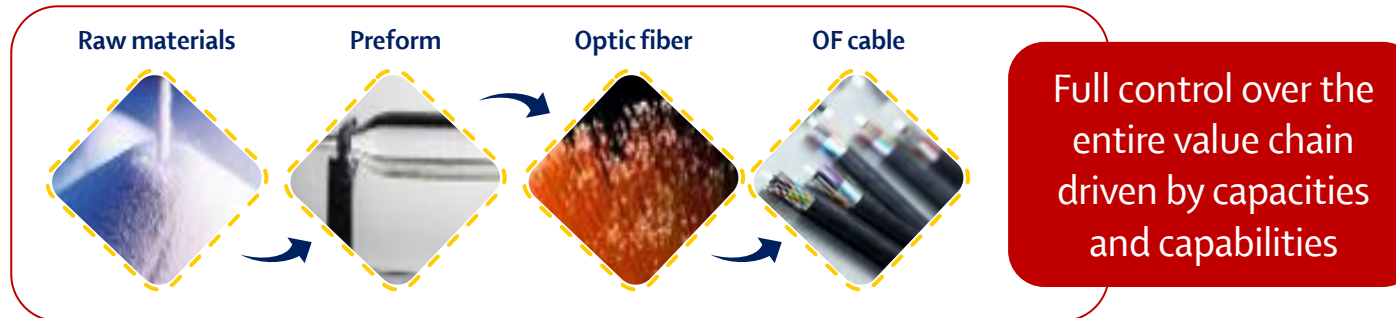 Raw materials
Preform
Optic fiber
OF cable
Full control over the
entire value chain
driven by capacities
and capabilities